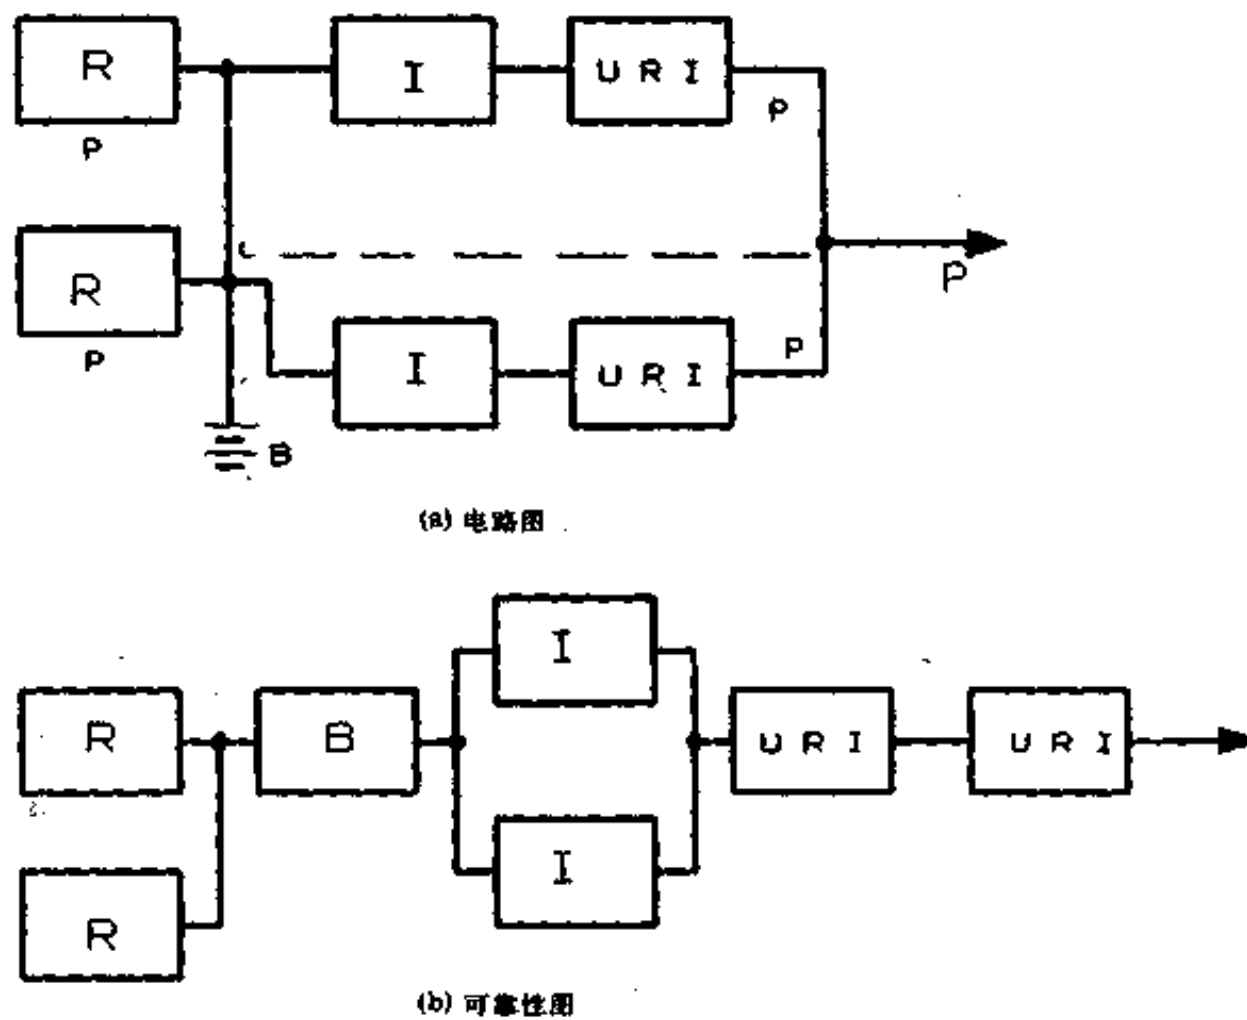 R I URI
P P
R P
P I URI P
B
(a) 电路图
I
R B URI URI
I
R
(b) 可靠性图